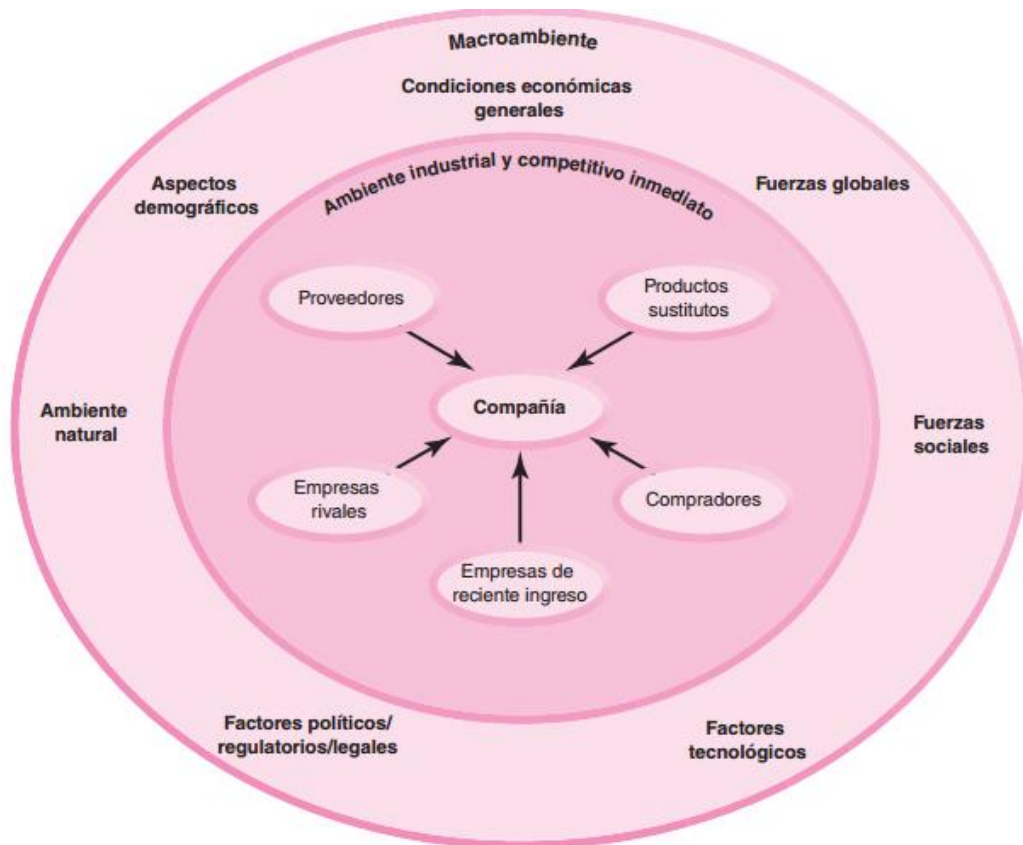 Macroambiente
Condiciones económicas
generales
Ambiente industrial y competitivo inmediato
Aspectos
demográficos
Fuerzas globales
Proveedores
Productos
sustitutos
Compañía
Ambiente
natural
Fuerzas
sociales
Empresas
rivales
Compradores
Empresas de
reciente ingreso
Factores políticos/
regulatorios/legales
Factores
tecnológicos